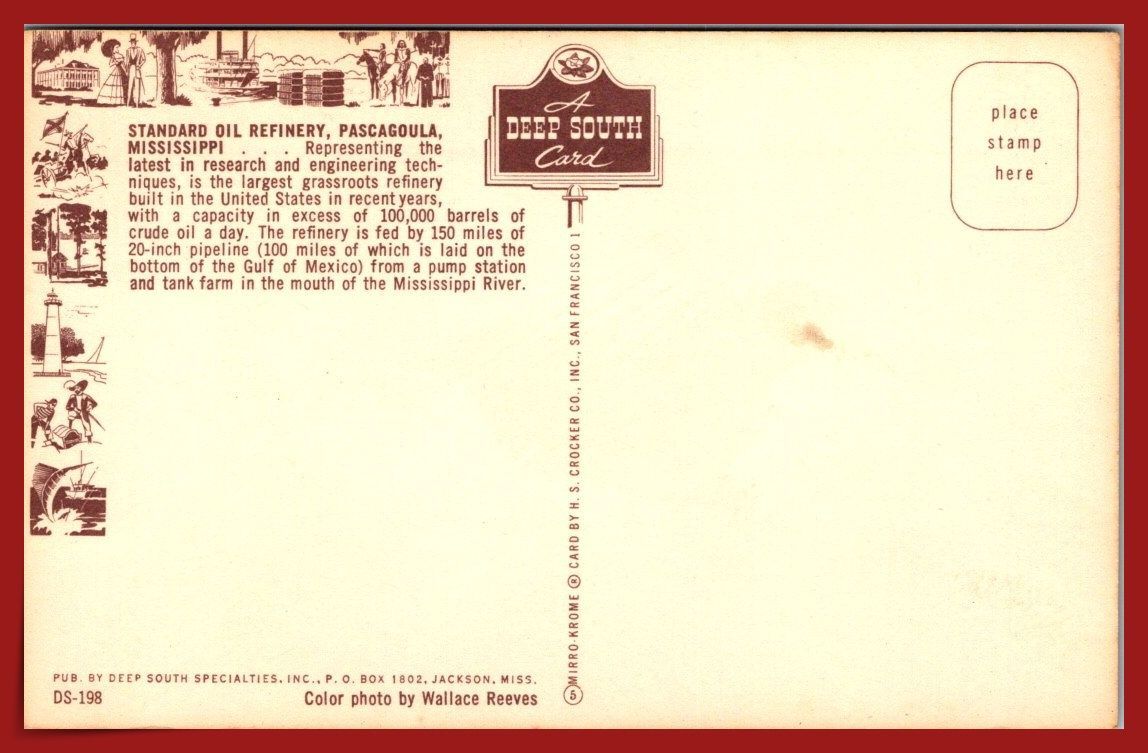 STANDARD OIL REFINERY, PASCAGOULA,
MISSISSIPPI . . . Representing the
latest in research and engineering tech-
niques, is the largest grassroots refinery
built in the United States in recent years,
with a capacity in excess of 100,000 barrels of
crude oil a day. The refinery is fed by 150 miles of
20-inch pipeline (100 miles of which is laid on the
bottom of the Gulf of Mexico) from a pump station
and tank farm in the mouth of the Mississippi River.
A
DEEP SOUTH
Card
place
stamp
here
MIRRO-KROME ® CARD BY H. S. CROCKER CO., INC., SAN FRANCISCO 1
PUB. BY DEEP SOUTH SPECIALTIES, INC., P. O. BOX 1802, JACKSON, MISS.
DS-198
Color photo by Wallace Reeves
5